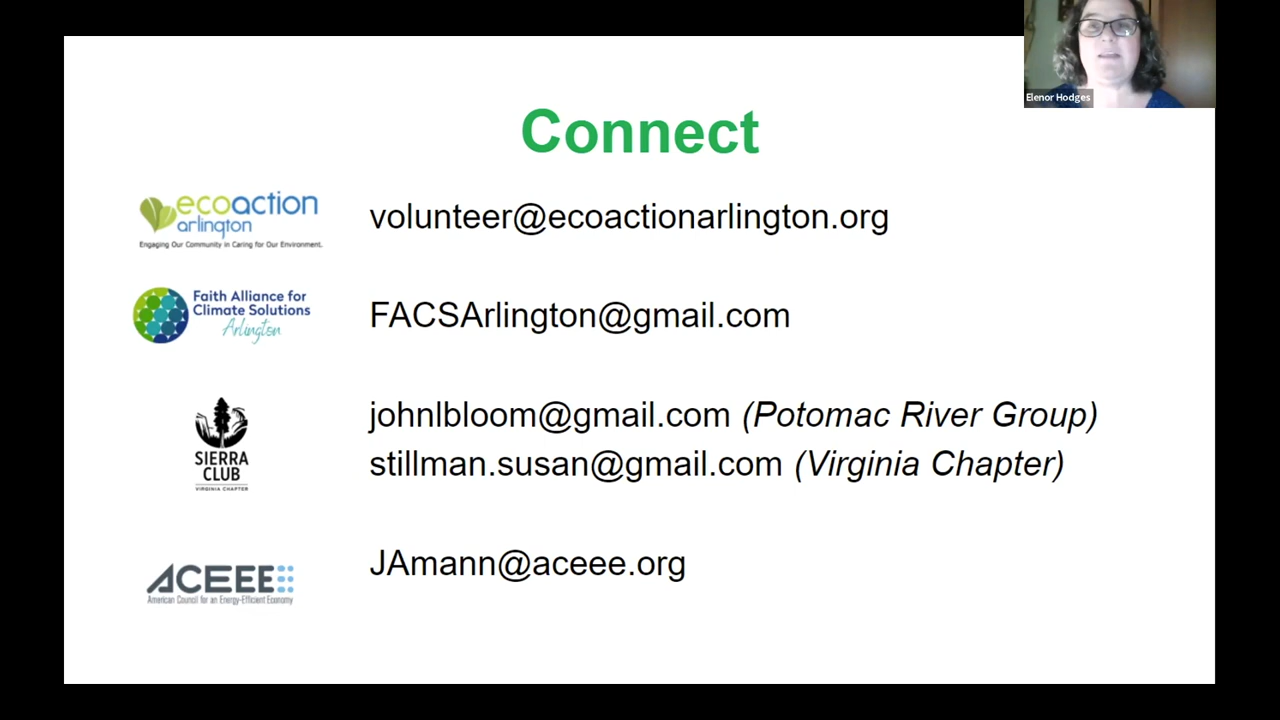 Elenor Hodges
Connect
ecoaction
arlington
Engaging Our Community in Caring for Our Environment.
volunteer@ecoactionarlington.org
Faith Alliance for
Climate Solutions
Arlington
FACSArlington@gmail.com
SIERRA
CLUB
VIRGINIA CHAPTER
johnlbloom@gmail.com (Potomac River Group)
stillman.susan@gmail.com (Virginia Chapter)
ACEEE
American Council for an Energy-Efficient Economy
JAmann@aceee.org